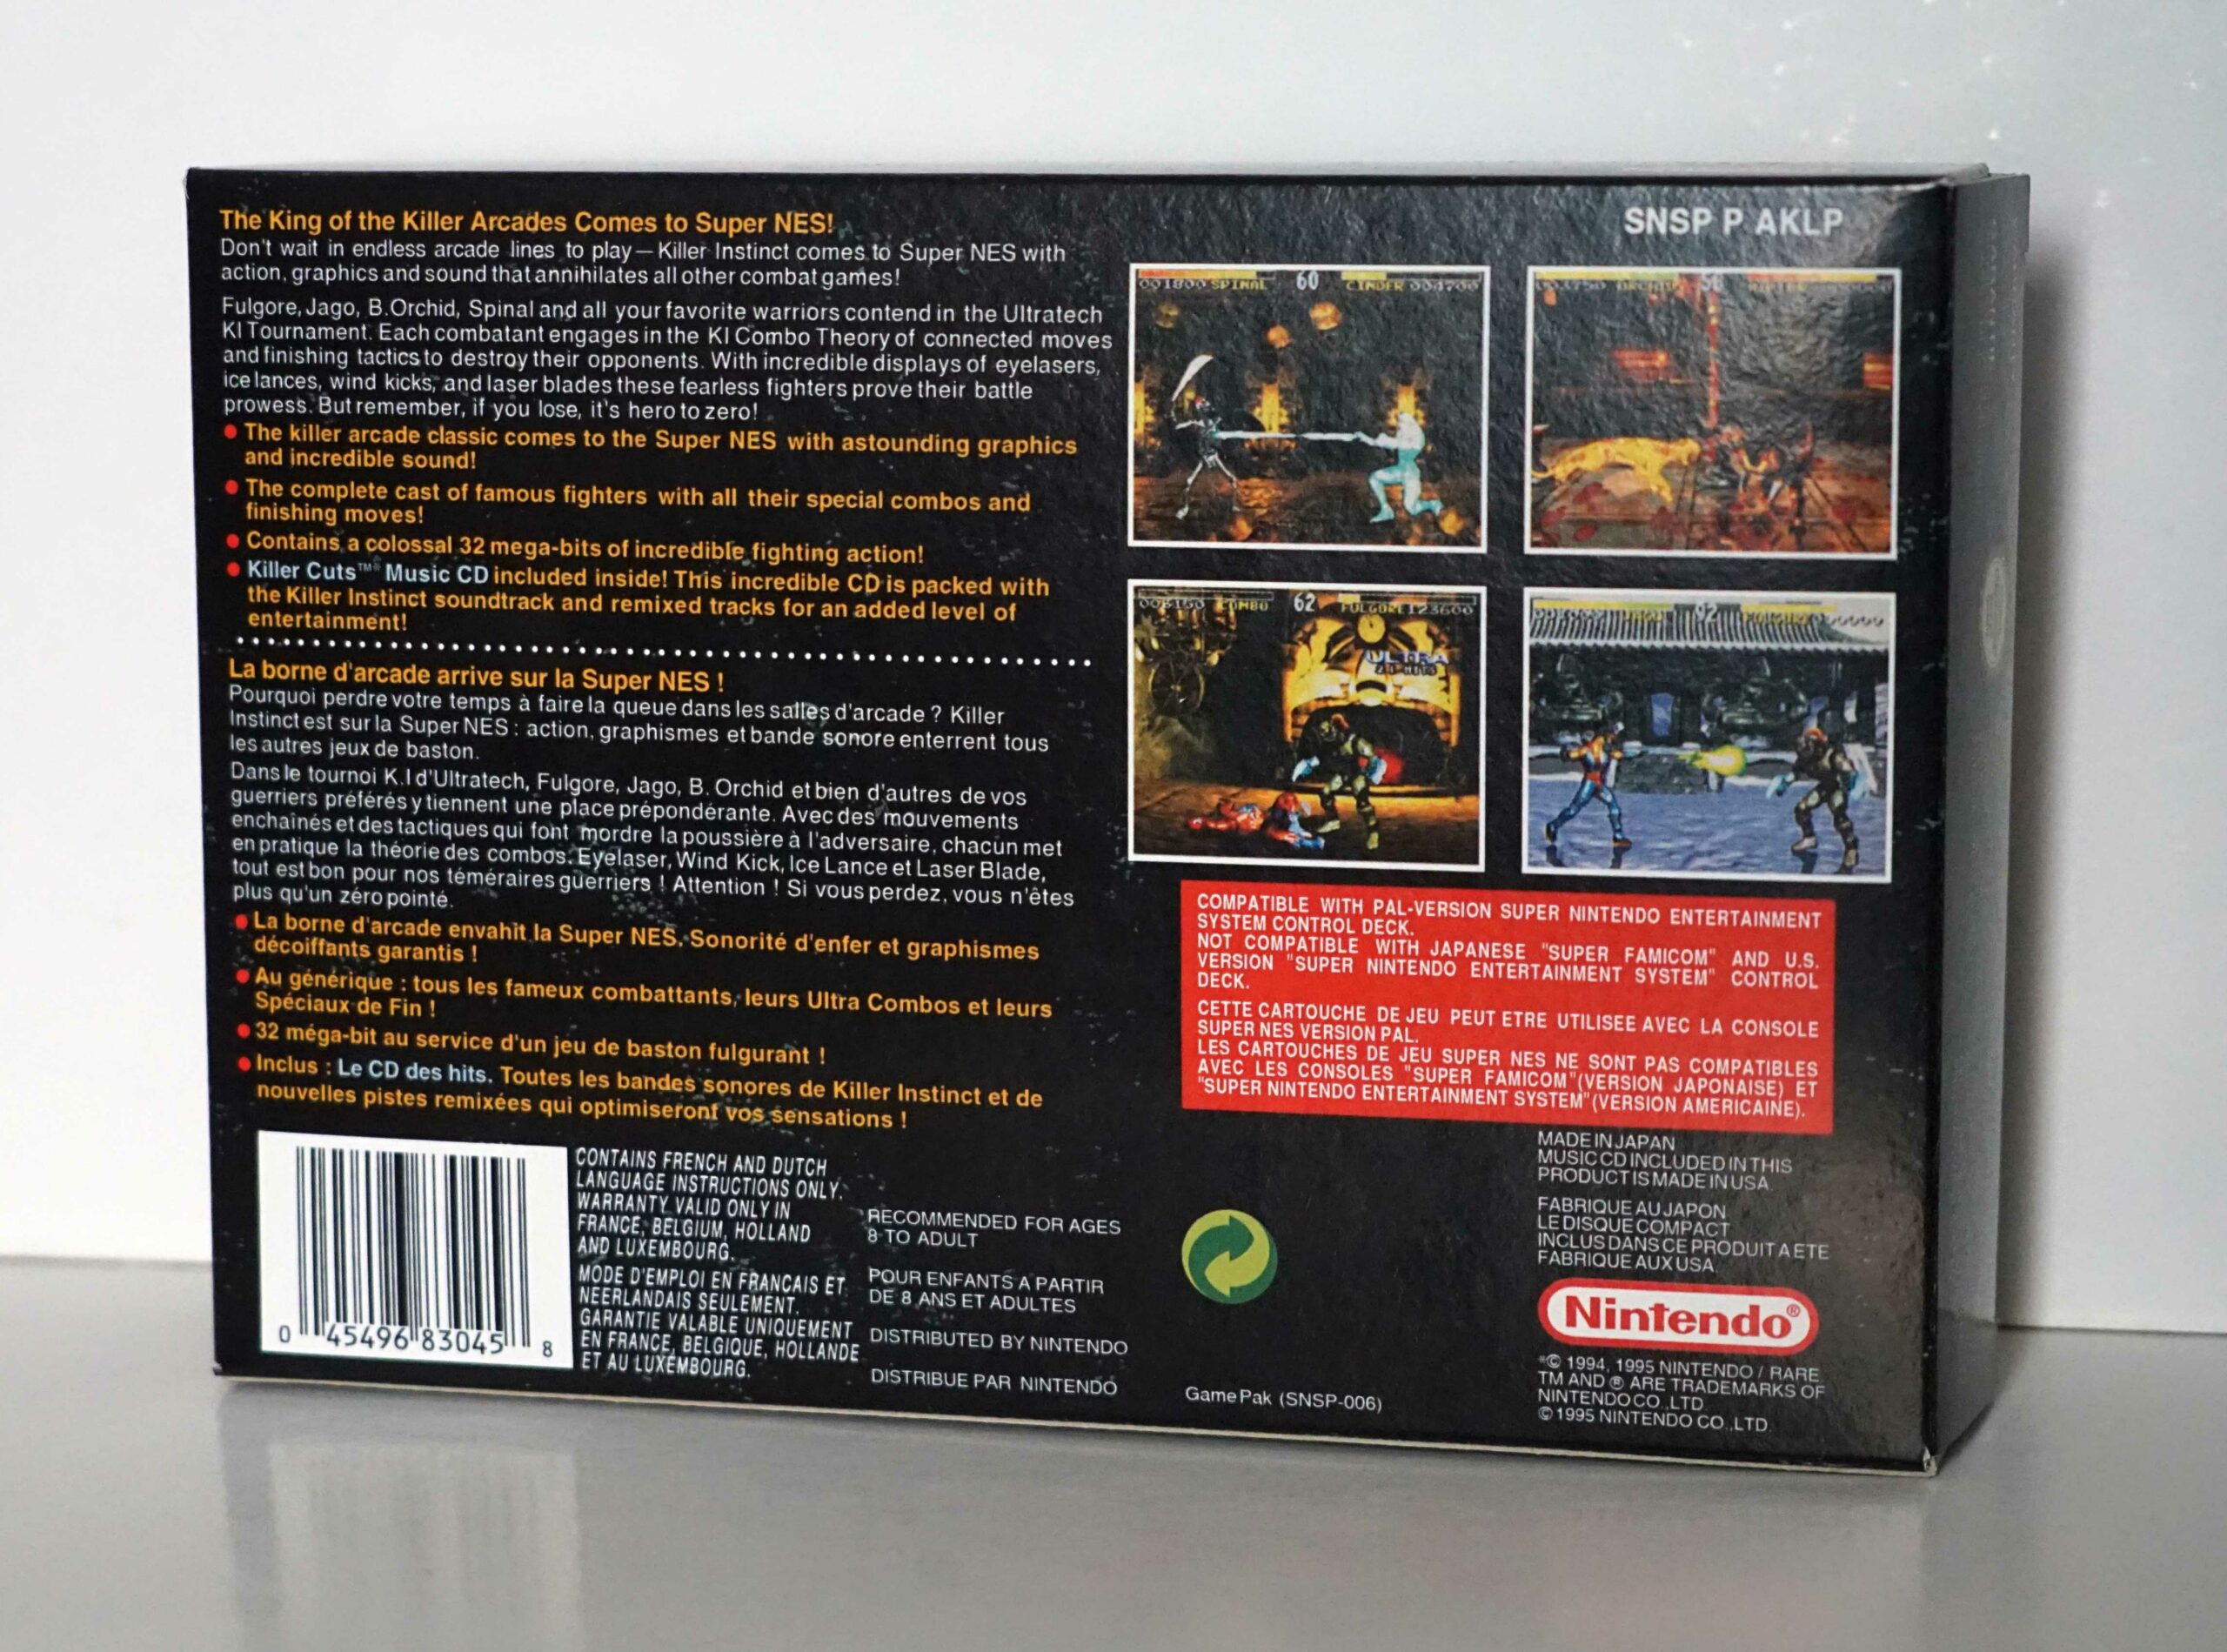 The King of the Killer Arcades Comes to Super NES!
Don't wait in endless arcade lines to play — Killer Instinct comes to Super NES with
action, graphics and sound that annihilates all other combat games!
Fulgore, Jago, B.Orchid, Spinal and all your favorite warriors contend in the Ultratech
KI Tournament. Each combatant engages in the KI Combo Theory of connected moves
and finishing tactics to destroy their opponents. With incredible displays of eyelasers,
ice lances, wind kicks, and laser blades these fearless fighters prove their battle
prowess. But remember, if you lose, it's hero to zero!
● The killer arcade classic comes to the Super NES with astounding graphics
and incredible sound!
● The complete cast of famous fighters with all their special combos and
finishing moves!
● Contains a colossal 32 mega-bits of incredible fighting action!
● Killer Cuts™ Music CD included inside! This incredible CD is packed with
the Killer Instinct soundtrack and remixed tracks for an added level of
entertainment!
La borne d'arcade arrive sur la Super NES !
Pourquoi perdre votre temps à faire la queue dans les salles d'arcade ? Killer
Instinct est sur la Super NES : action, graphismes et bande sonore enterrent tous
les autres jeux de baston.
Dans le tournoi K.I d'Ultratech, Fulgore, Jago, B. Orchid et bien d'autres de vos
guerriers préférés y tiennent une place prépondérante. Avec des mouvements
enchaînés et des tactiques qui font mordre la poussière à l'adversaire, chacun met
en pratique la théorie des combos. Eyelaser, Wind Kick, Ice Lance et Laser Blade,
tout est bon pour nos téméraires guerriers ! Attention ! Si vous perdez, vous n'êtes
plus qu'un zéro pointé.
● La borne d'arcade envahit la Super NES. Sonorité d'enfer et graphismes
décoiffants garantis !
● Au générique : tous les fameux combattants, leurs Ultra Combos et leurs
Spéciaux de Fin !
● 32 méga-bit au service d'un jeu de baston fulgurant !
● Inclus : Le CD des hits. Toutes les bandes sonores de Killer Instinct et de
nouvelles pistes remixées qui optimiseront vos sensations !
0 45496 83045 8
CONTAINS FRENCH AND DUTCH
LANGUAGE INSTRUCTIONS ONLY.
WARRANTY VALID ONLY IN
FRANCE, BELGIUM, HOLLAND
AND LUXEMBOURG.
MODE D'EMPLOI EN FRANCAIS ET
NEERLANDAIS SEULEMENT.
GARANTIE VALABLE UNIQUEMENT
EN FRANCE, BELGIQUE, HOLLANDE
ET AU LUXEMBOURG.
RECOMMENDED FOR AGES
8 TO ADULT
POUR ENFANTS A PARTIR
DE 8 ANS ET ADULTES
DISTRIBUTED BY NINTENDO
DISTRIBUE PAR NINTENDO
SNSP P AKLP
001800 SPINAL 60 CINDER
ORCHID
COMBO 62 FULGORE 123600
ULTRA
92
COMPATIBLE WITH PAL-VERSION SUPER NINTENDO ENTERTAINMENT
SYSTEM CONTROL DECK.
NOT COMPATIBLE WITH JAPANESE "SUPER FAMICOM" AND U.S.
VERSION "SUPER NINTENDO ENTERTAINMENT SYSTEM" CONTROL
DECK.
CETTE CARTOUCHE DE JEU PEUT ETRE UTILISEE AVEC LA CONSOLE
SUPER NES VERSION PAL.
LES CARTOUCHES DE JEU SUPER NES NE SONT PAS COMPATIBLES
AVEC LES CONSOLES "SUPER FAMICOM" (VERSION JAPONAISE) ET
"SUPER NINTENDO ENTERTAINMENT SYSTEM" (VERSION AMERICAINE).
MADE IN JAPAN
MUSIC CD INCLUDED IN THIS
PRODUCT IS MADE IN USA.
FABRIQUE AU JAPON
LE DISQUE COMPACT
INCLUS DANS CE PRODUIT A ETE
FABRIQUE AUX USA.
Nintendo®
*© 1994, 1995 NINTENDO / RARE
TM AND ® ARE TRADEMARKS OF
NINTENDO CO.,LTD.
© 1995 NINTENDO CO.,LTD.
Game Pak (SNSP-006)